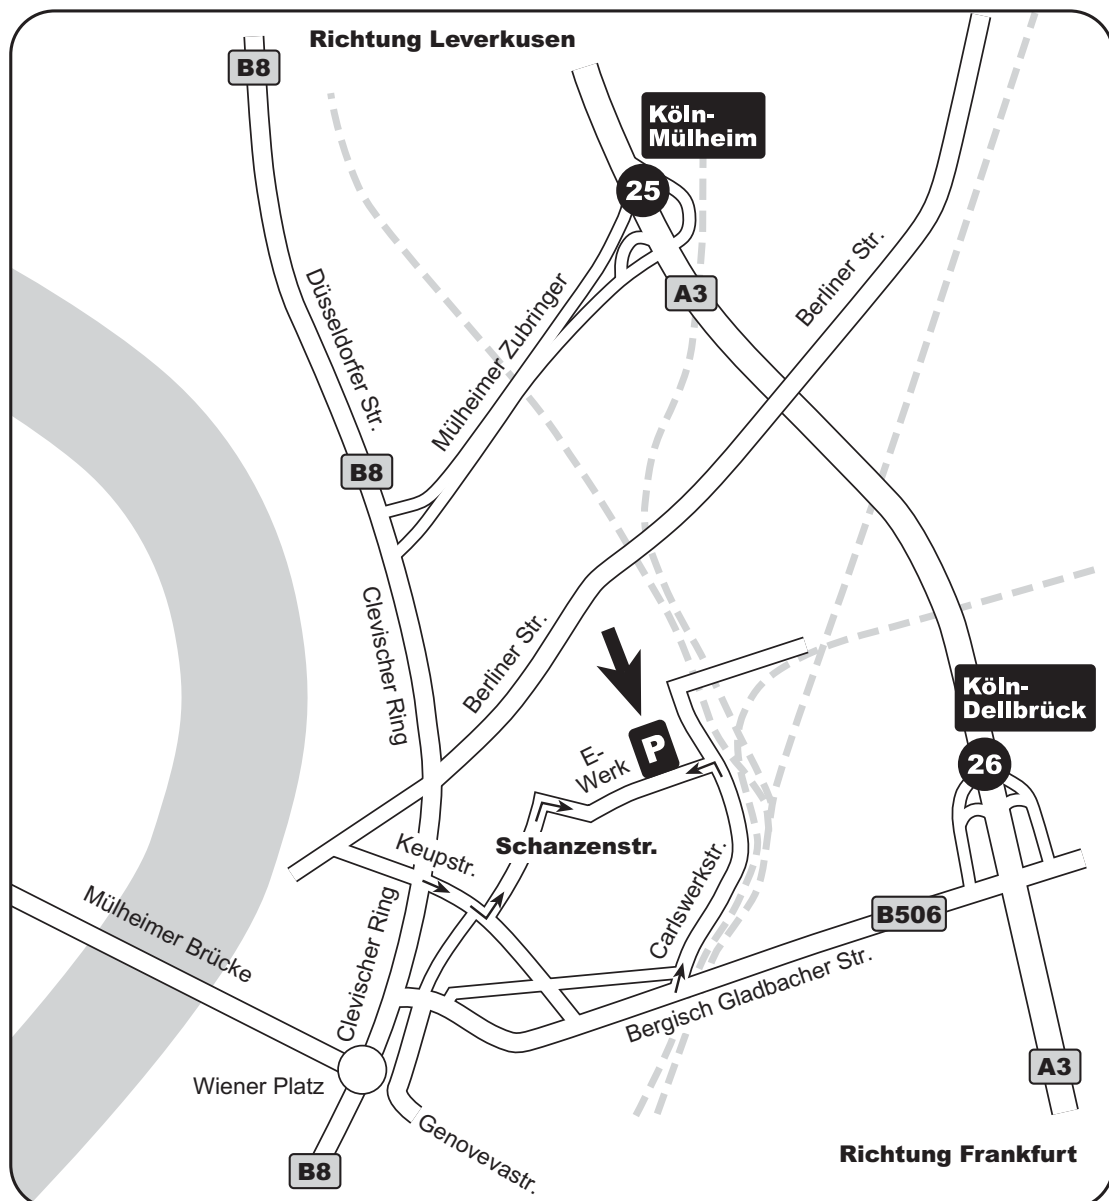 Richtung Leverkusen
B8
Köln-
Mülheim
25
A3
Berliner Str.
Düsseldorfer Str.
Mülheimer Zubringer
B8
Clevischer Ring
Berliner Str.
Köln-
Dellbrück
26
P
E-
Werk
Schanzenstr.
Keupstr.
Carlswerkstr.
B506
Mülheimer Brücke
Clevischer Ring
Bergisch Gladbacher Str.
Wiener Platz
A3
Genovevastr.
Richtung Frankfurt
B8